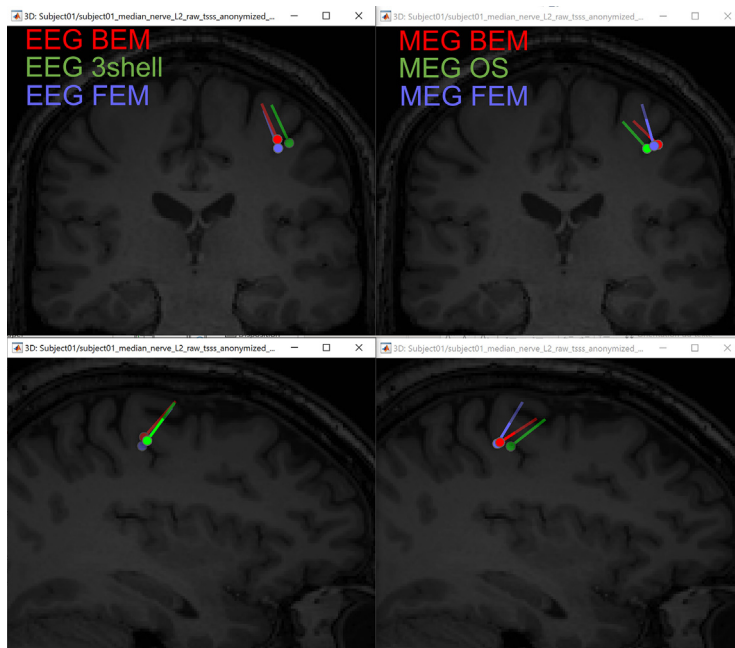 3D: Subject01/subject01_median_nerve_L2_raw_tsss_anonymized_...
3D: Subject01/subject01_median_nerve_L2_raw_tsss_anonymized_...
EEG BEM
EEG 3shell
EEG FEM
MEG BEM
MEG OS
MEG FEM
3D: Subject01/subject01_median_nerve_L2_raw_tsss_anonymized_...
3D: Subject01/subject01_median_nerve_L2_raw_tsss_anonymized_...